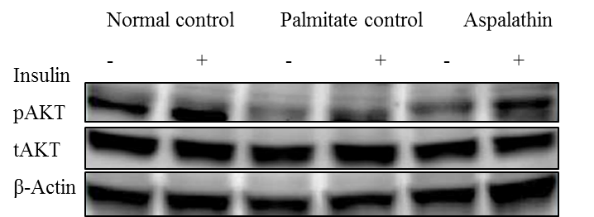 Normal control Palmitate control Aspalathin
Insulin - + - + - +
pAKT
tAKT
β-Actin